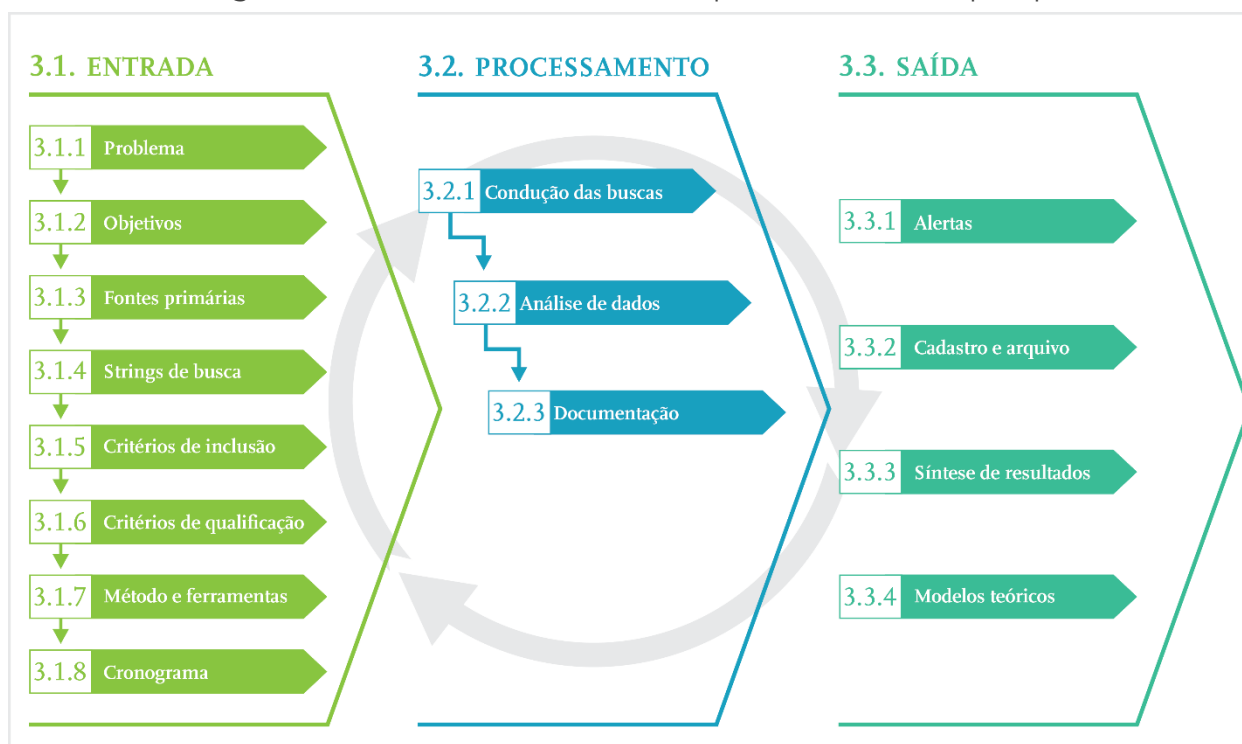 3.1. ENTRADA
3.1.1 Problema
3.1.2 Objetivos
3.1.3 Fontes primárias
3.1.4 Strings de busca
3.1.5 Critérios de inclusão
3.1.6 Critérios de qualificação
3.1.7 Método e ferramentas
3.1.8 Cronograma
3.2. PROCESSAMENTO
3.2.1 Condução das buscas
3.2.2 Análise de dados
3.2.3 Documentação
3.3. SAÍDA
3.3.1 Alertas
3.3.2 Cadastro e arquivo
3.3.3 Síntese de resultados
3.3.4 Modelos teóricos